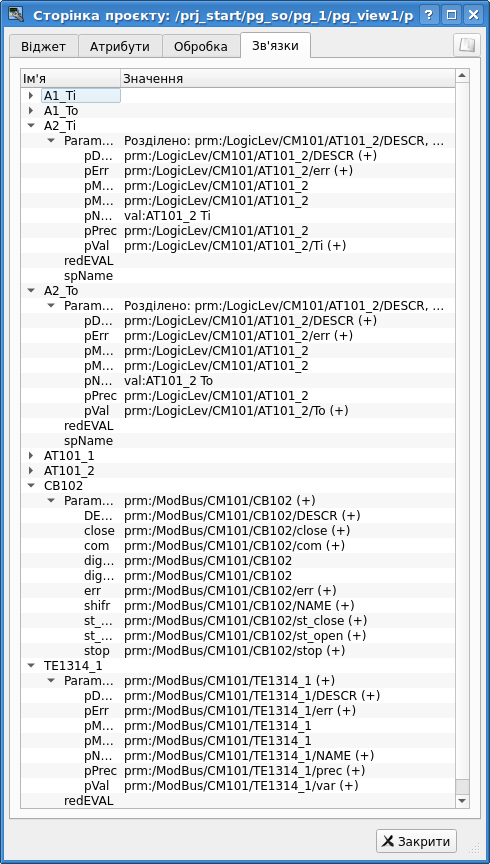 Сторінка проєкту: /prj_start/pg_so/pg_1/pg_view1/p
Віджет Атрибути Обробка Зв'язки
Ім'я Значення
A1_Ti
A1_To
A2_Ti
Param... Розділено: prm:/LogicLev/CM101/AT101_2/DESCR, ...
pD... prm:/LogicLev/CM101/AT101_2/DESCR (+)
pErr prm:/LogicLev/CM101/AT101_2/err (+)
pM... prm:/LogicLev/CM101/AT101_2
pM... prm:/LogicLev/CM101/AT101_2
pN... val:AT101_2 Ti
pPrec prm:/LogicLev/CM101/AT101_2
pVal prm:/LogicLev/CM101/AT101_2/Ti (+)
redEVAL
spName
A2_To
Param... Розділено: prm:/LogicLev/CM101/AT101_2/DESCR, ...
pD... prm:/LogicLev/CM101/AT101_2/DESCR (+)
pErr prm:/LogicLev/CM101/AT101_2/err (+)
pM... prm:/LogicLev/CM101/AT101_2
pM... prm:/LogicLev/CM101/AT101_2
pN... val:AT101_2 To
pPrec prm:/LogicLev/CM101/AT101_2
pVal prm:/LogicLev/CM101/AT101_2/To (+)
redEVAL
spName
AT101_1
AT101_2
CB102
Param... prm:/ModBus/CM101/CB102 (+)
DE... prm:/ModBus/CM101/CB102/DESCR (+)
close prm:/ModBus/CM101/CB102/close (+)
com prm:/ModBus/CM101/CB102/com (+)
dig... prm:/ModBus/CM101/CB102
dig... prm:/ModBus/CM101/CB102
err prm:/ModBus/CM101/CB102/err (+)
shifr prm:/ModBus/CM101/CB102/NAME (+)
st_... prm:/ModBus/CM101/CB102/st_close (+)
st_... prm:/ModBus/CM101/CB102/st_open (+)
stop prm:/ModBus/CM101/CB102/stop (+)
TE1314_1
Param... prm:/ModBus/CM101/TE1314_1 (+)
pD... prm:/ModBus/CM101/TE1314_1/DESCR (+)
pErr prm:/ModBus/CM101/TE1314_1/err (+)
pM... prm:/ModBus/CM101/TE1314_1
pM... prm:/ModBus/CM101/TE1314_1
pN... prm:/ModBus/CM101/TE1314_1/NAME (+)
pPrec prm:/ModBus/CM101/TE1314_1/prec (+)
pVal prm:/ModBus/CM101/TE1314_1/var (+)
redEVAL
Закрити